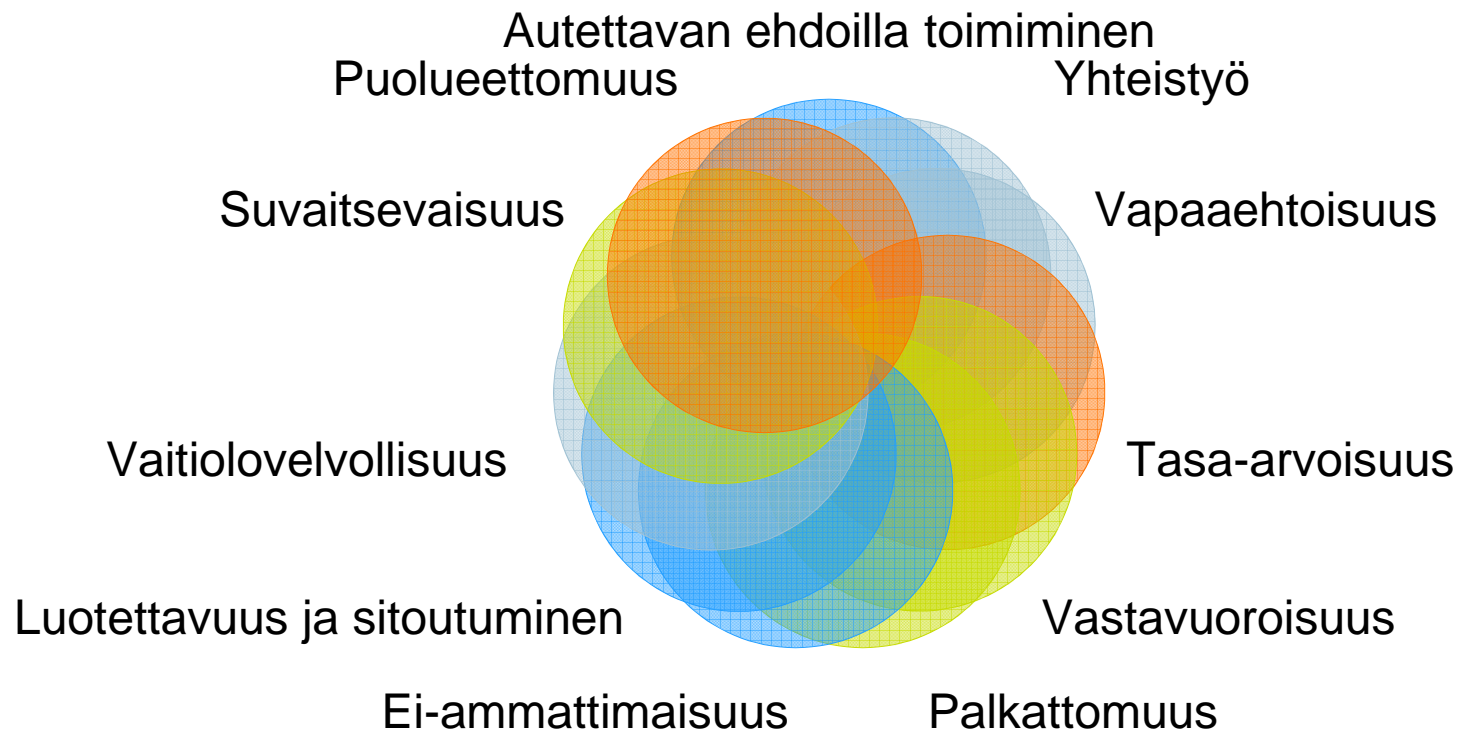 Autettavan ehdoilla toimiminen
Puolueettomuus
Yhteistyö
Suvaitsevaisuus
Vapaaehtoisuus
Vaitiolovelvollisuus
Tasa-arvoisuus
Luotettavuus ja sitoutuminen
Vastavuoroisuus
Ei-ammattimaisuus
Palkattomuus